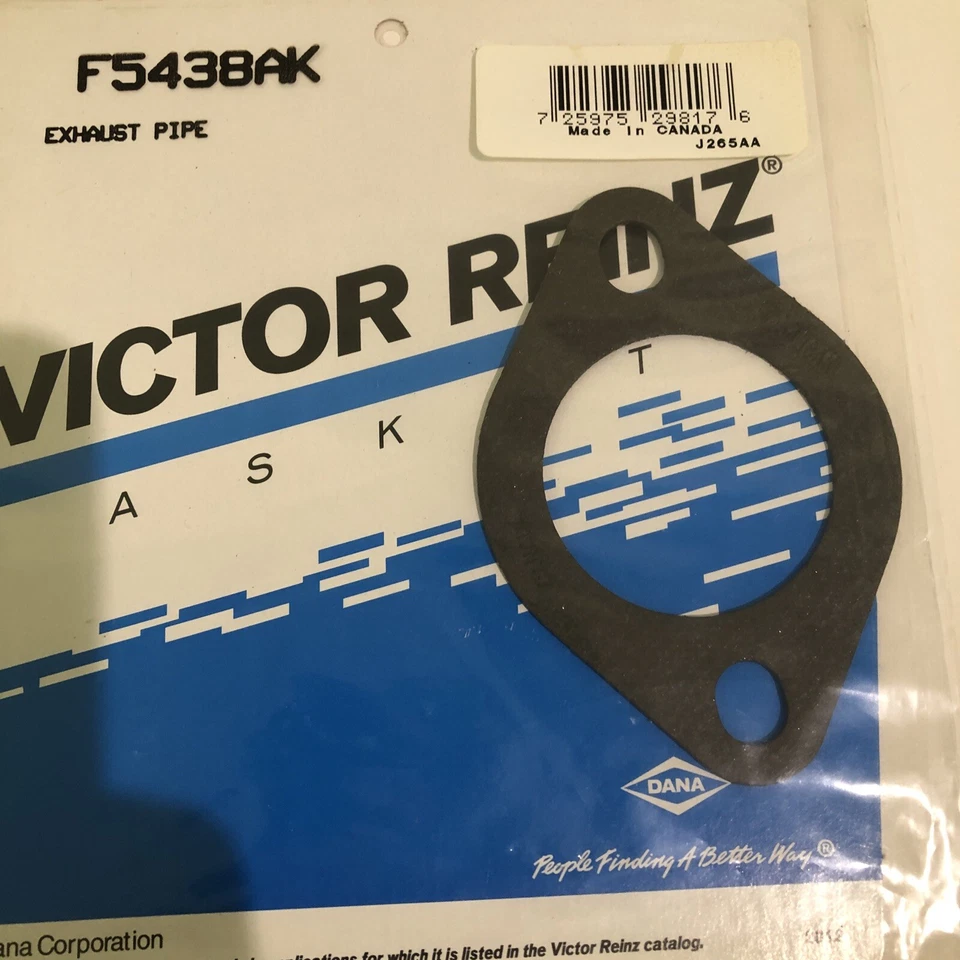 F5438AK
EXHAUST PIPE
7 25975 29817 6
Made In CANADA
J265AA
VICTOR REINZ®
A S K T
DANA
People Finding A Better Way®
ana Corporation
applications for which it is listed in the Victor Reinz catalog.